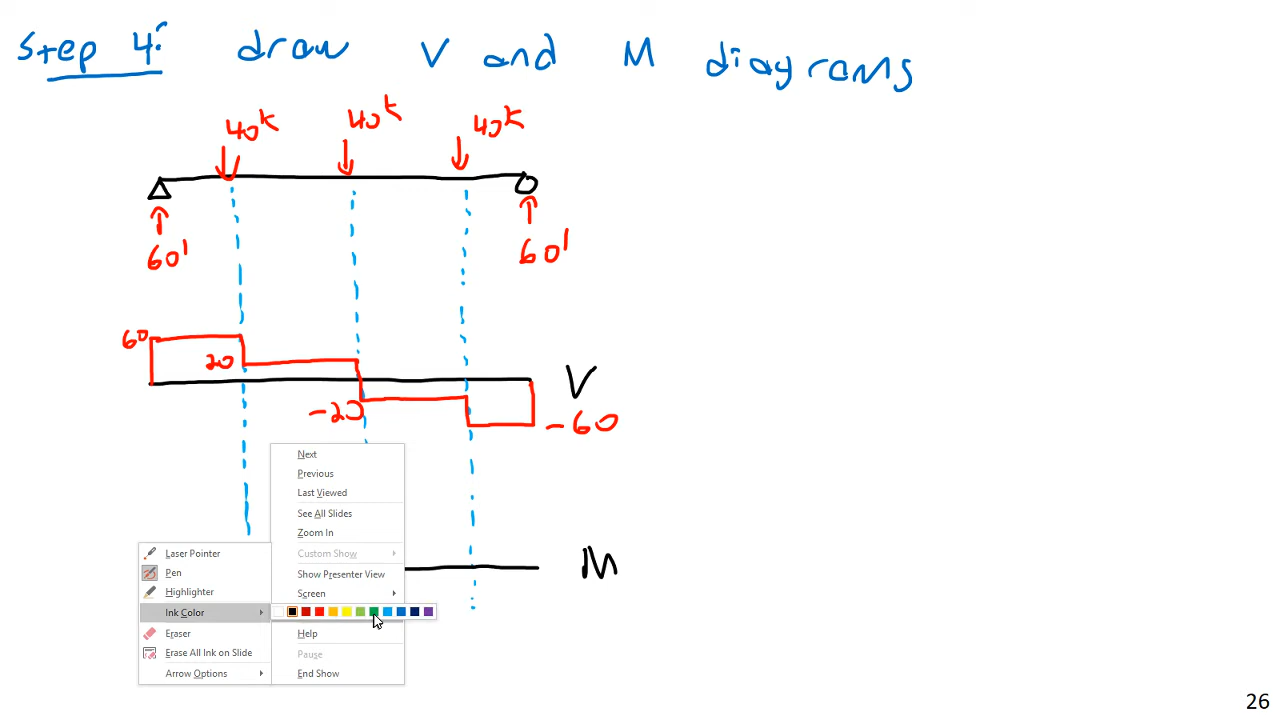 Step 4: draw V and M diagrams
40k 40k 40k
60' 60'
60
20
V
-20 -60
Next
Previous
Last Viewed
See All Slides
Zoom In
Custom Show
Show Presenter View
Screen
Help
Pause
End Show
Laser Pointer
Pen
Highlighter
Ink Color
Eraser
Erase All Ink on Slide
Arrow Options
M
26